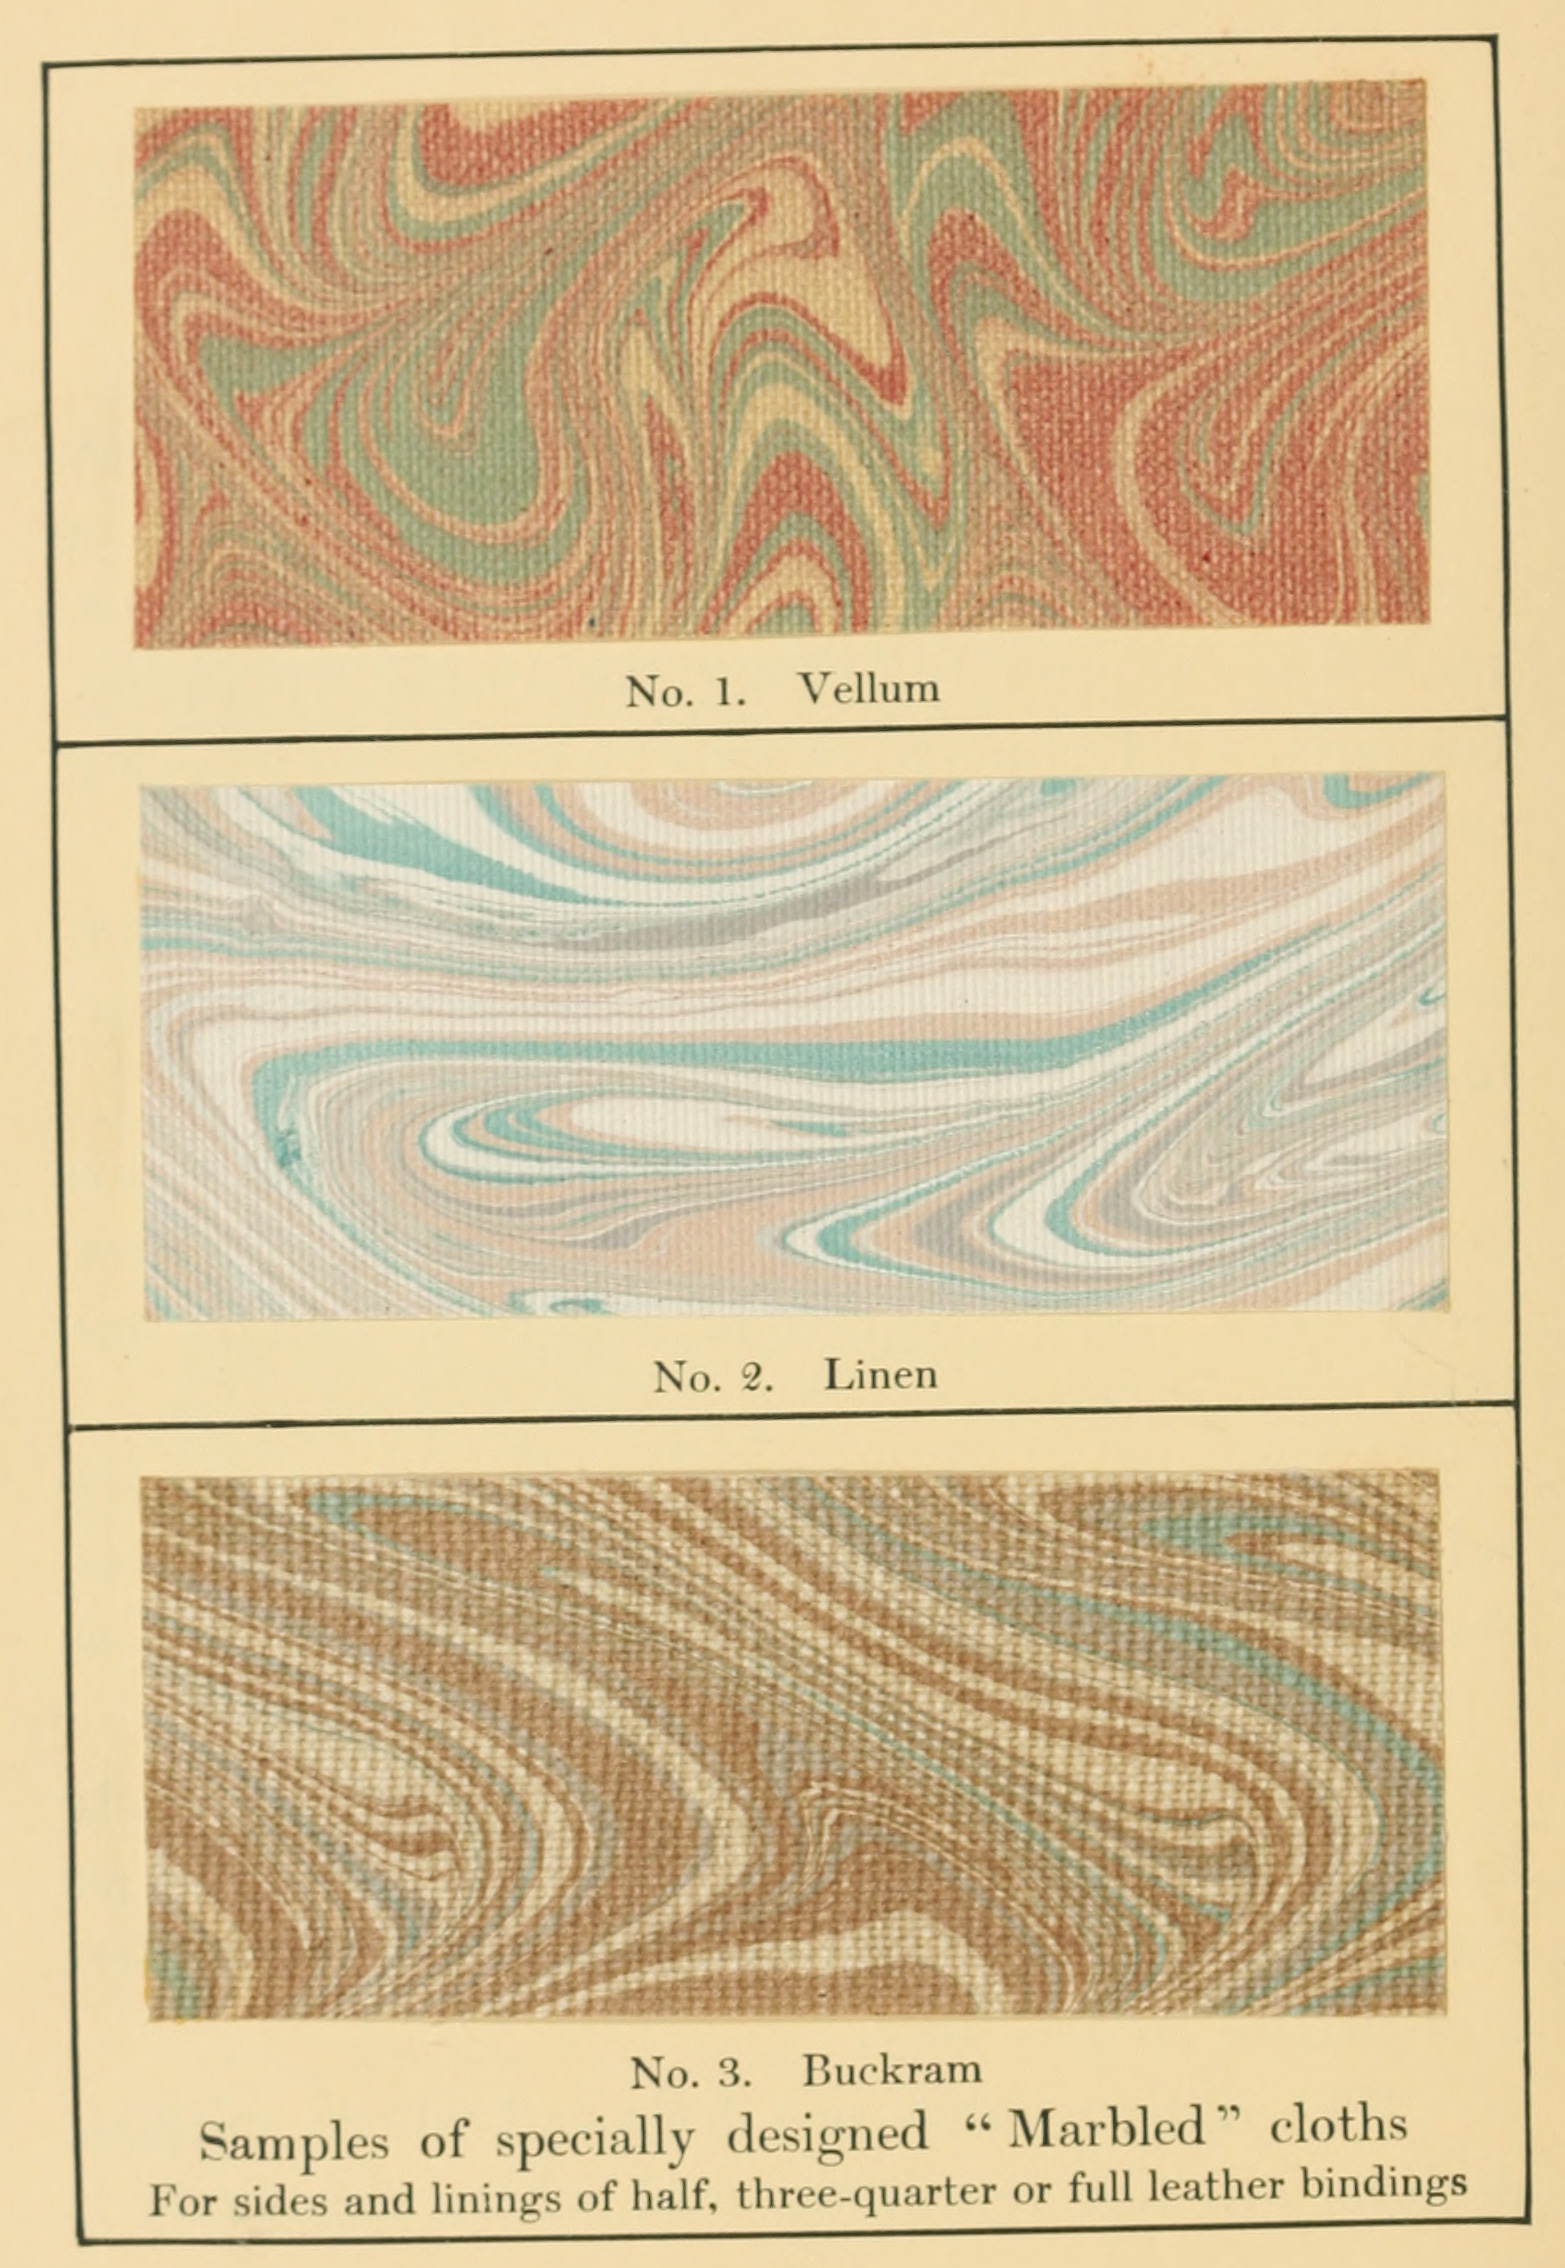 No. 1. Vellum
No. 2. Linen
No. 3. Buckram
Samples of specially designed “Marbled” cloths
For sides and linings of half, three-quarter or full leather bindings